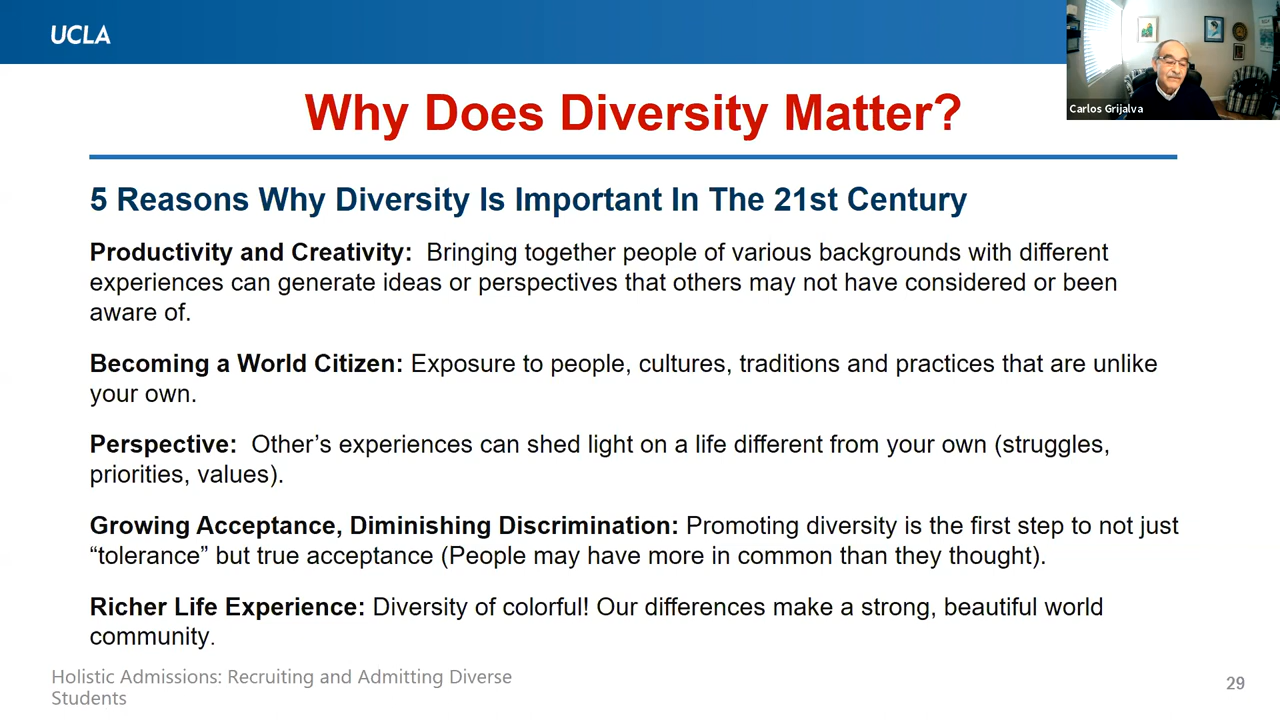 UCLA
Carlos Grijalva
Why Does Diversity Matter?
5 Reasons Why Diversity Is Important In The 21st Century
Productivity and Creativity:  Bringing together people of various backgrounds with different
experiences can generate ideas or perspectives that others may not have considered or been
aware of.
Becoming a World Citizen: Exposure to people, cultures, traditions and practices that are unlike
your own.
Perspective:  Other’s experiences can shed light on a life different from your own (struggles,
priorities, values).
Growing Acceptance, Diminishing Discrimination: Promoting diversity is the first step to not just
“tolerance” but true acceptance (People may have more in common than they thought).
Richer Life Experience: Diversity of colorful! Our differences make a strong, beautiful world
community.
Holistic Admissions: Recruiting and Admitting Diverse
Students
29